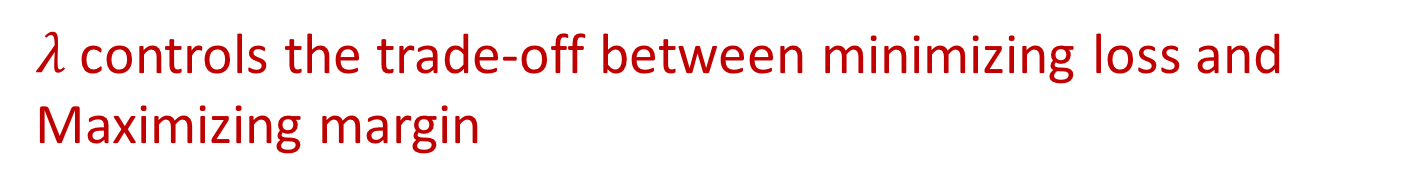 λ controls the trade-off between minimizing loss and
Maximizing margin